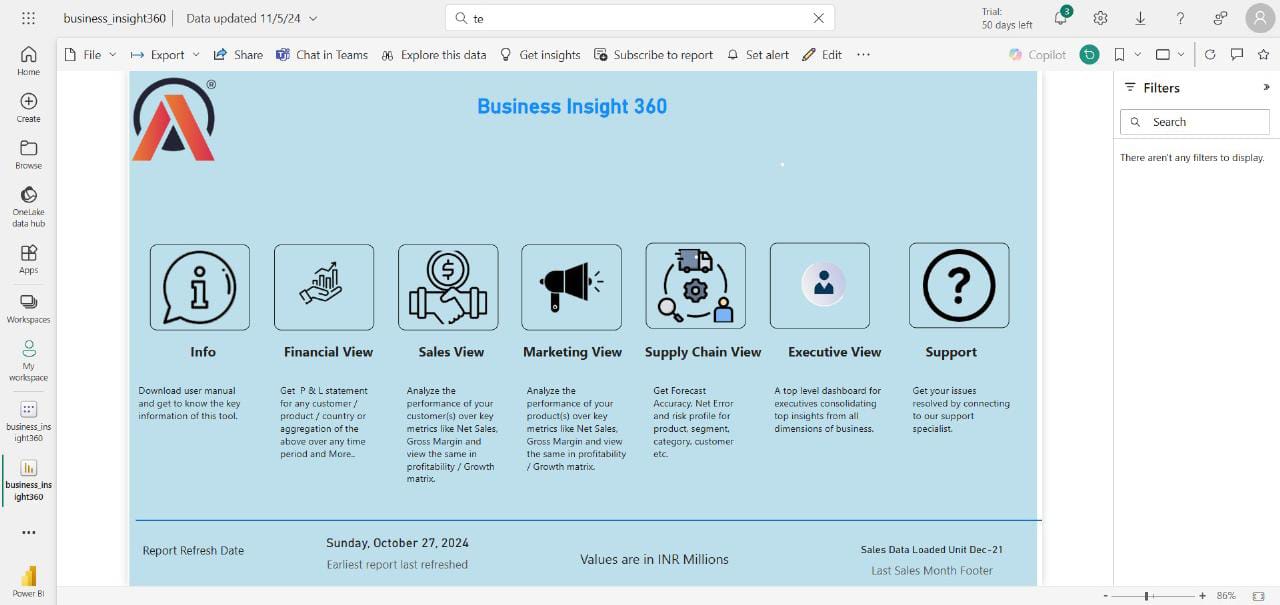 business_insight360
Data updated 11/5/24
te
Trial:
50 days left
3
File
Export
Share
Chat in Teams
Explore this data
Get insights
Subscribe to report
Set alert
Edit
Copilot
Home
Create
Browse
OneLake
data hub
Apps
Workspaces
My
workspace
business_ins
ight360
business_ins
ight360
Power BI
®
Business Insight 360
Info
Download user manual
and get to know the key
information of this tool.
Financial View
Get P & L statement
for any customer /
product / country or
aggregation of the
above over any time
period and More..
Sales View
Analyze the
performance of your
customer(s) over key
metrics like Net Sales,
Gross Margin and
view the same in
profitability / Growth
matrix.
Marketing View
Analyze the
performance of your
product(s) over key
metrics like Net Sales,
Gross Margin and view
the same in profitability
/ Growth matrix.
Supply Chain View
Get Forecast
Accuracy, Net Error
and risk profile for
product, segment,
category, customer
etc.
Executive View
A top level dashboard for
executives consolidating
top insights from all
dimensions of business.
Support
Get your issues
resolved by connecting
to our support
specialist.
Report Refresh Date
Sunday, October 27, 2024
Earliest report last refreshed
Values are in INR Millions
Sales Data Loaded Unit Dec-21
Last Sales Month Footer
Filters
Search
There aren't any filters to display.
- + 86%